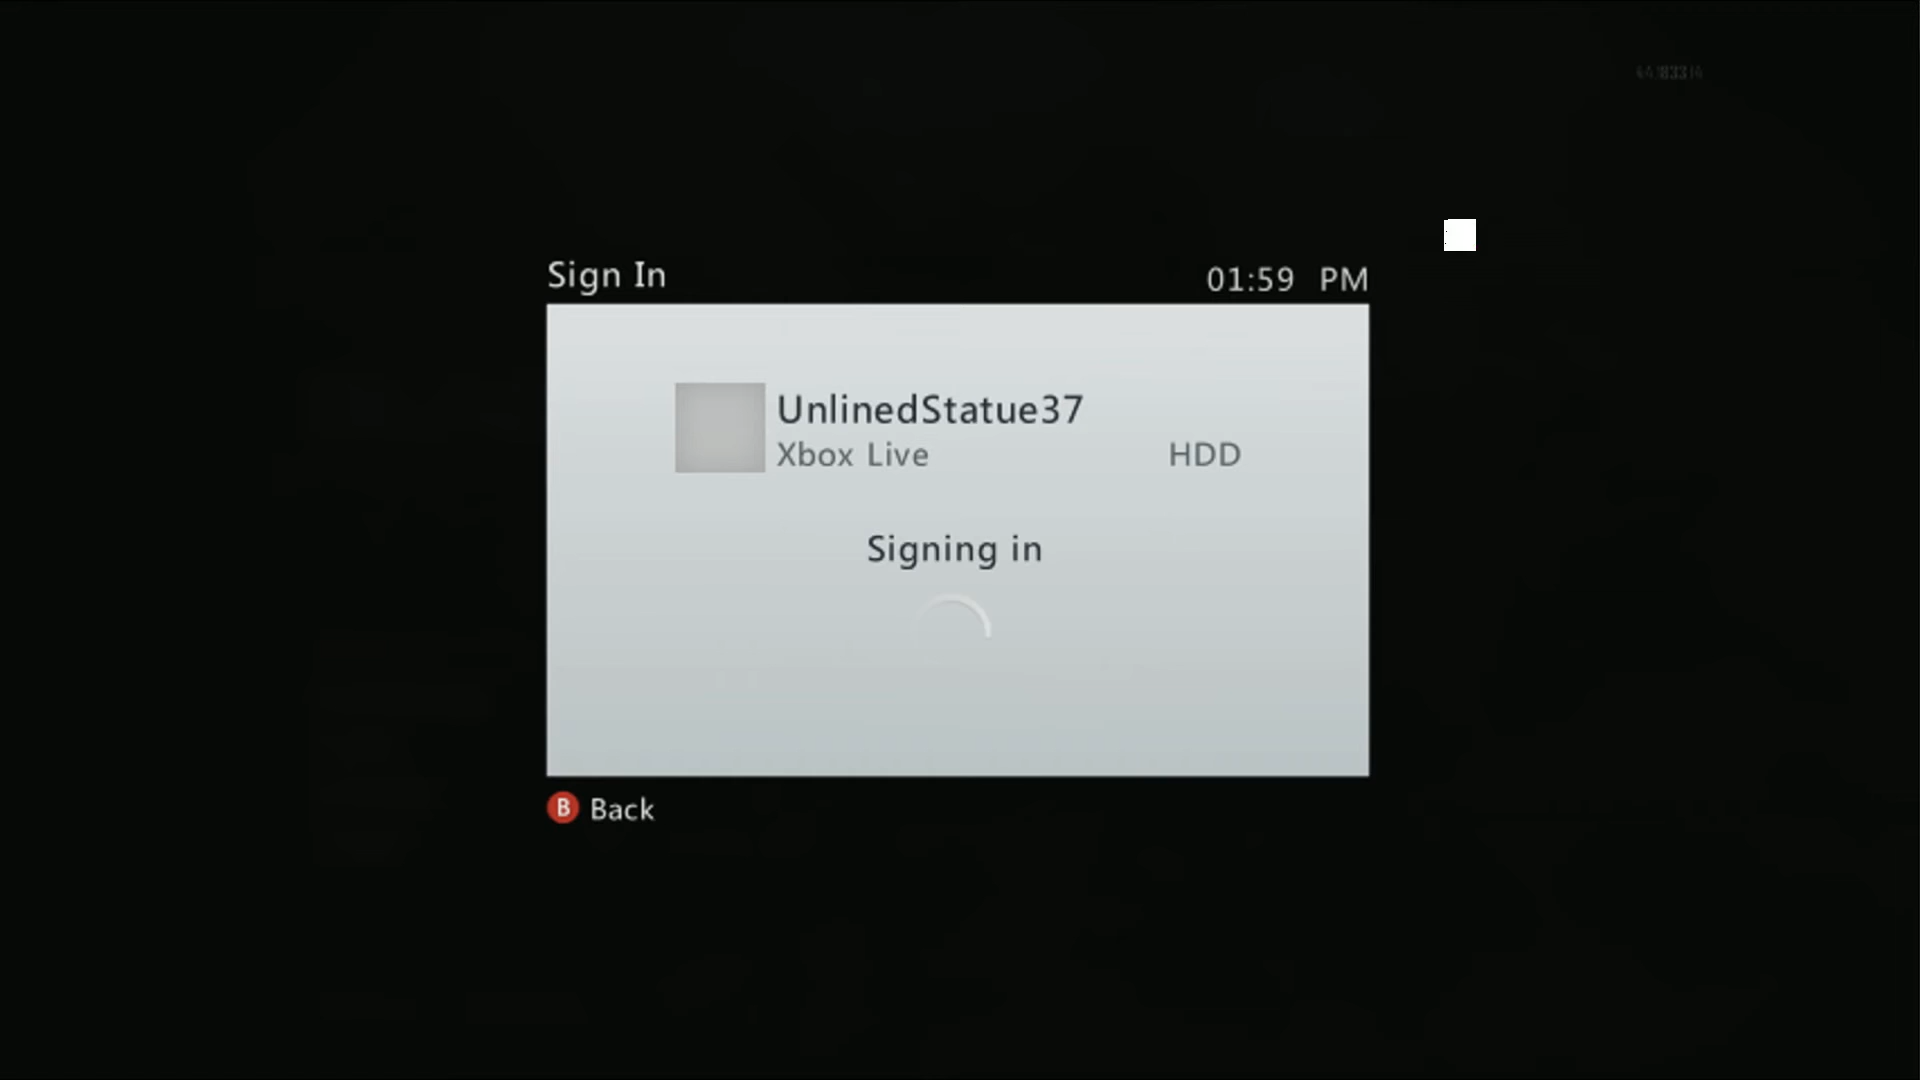 Sign In
01:59 PM
UnlinedStatue37
Xbox Live
HDD
Signing in
B Back